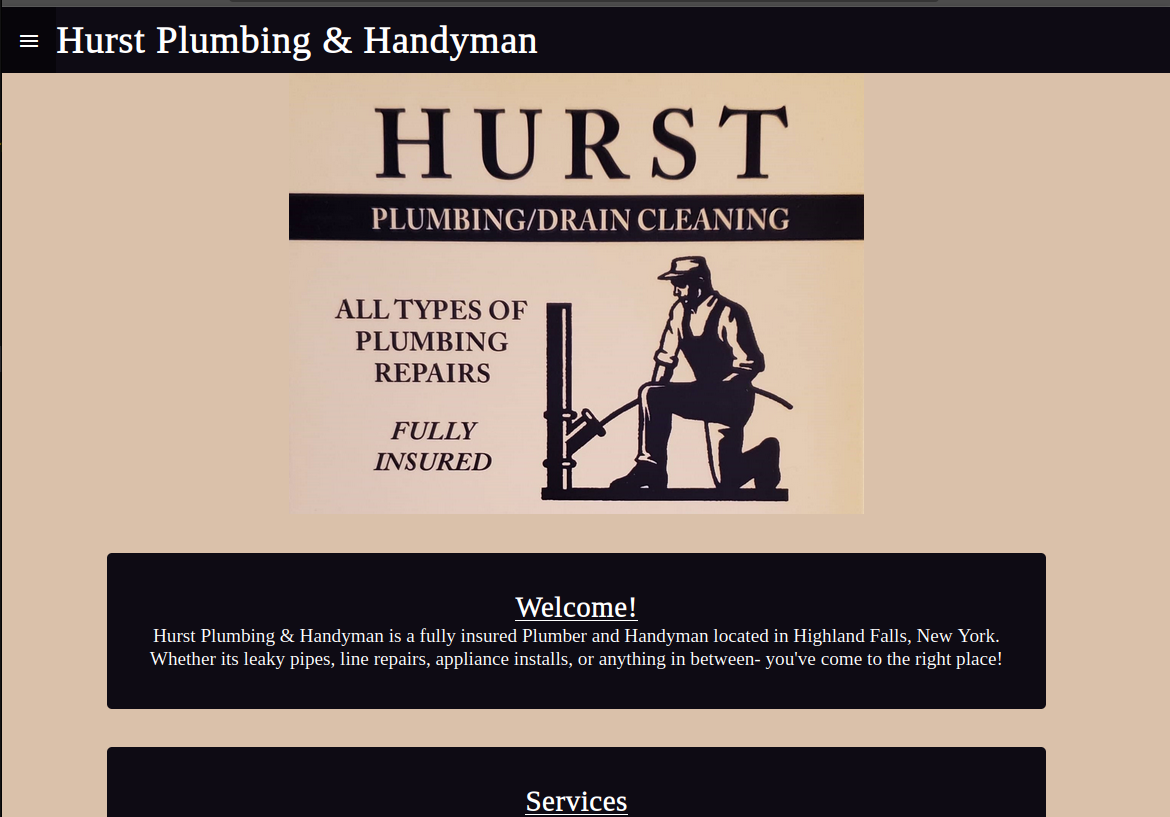 Hurst Plumbing & Handyman
HURST
PLUMBING/DRAIN CLEANING
ALL TYPES OF
PLUMBING
REPAIRS
FULLY
INSURED
Welcome!
Hurst Plumbing & Handyman is a fully insured Plumber and Handyman located in Highland Falls, New York.
Whether its leaky pipes, line repairs, appliance installs, or anything in between- you've come to the right place!
Services